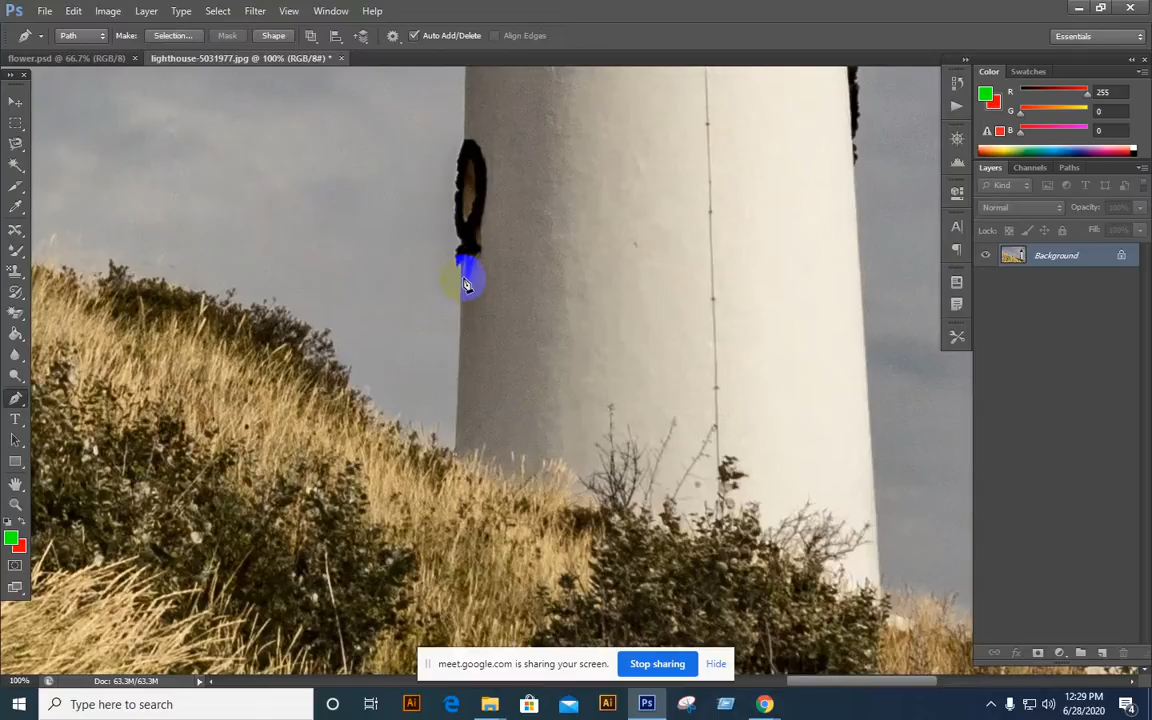 Ps File Edit Image Layer Type Select Filter View Window Help
Path Make: Selection... Mask Shape Auto Add/Delete Align Edges Essentials
flower.psd @ 66.7% (RGB/8) × lighthouse-5031977.jpg @ 100% (RGB/8#) * ×
Color Swatches
R 255
G 0
B 0
Layers Channels Paths
Kind
Normal Opacity: 100%
Lock: Fill: 100%
Background
meet.google.com is sharing your screen. Stop sharing Hide
100% Doc: 63.3M/63.3M
Type here to search
12:29 PM
6/28/2020
4